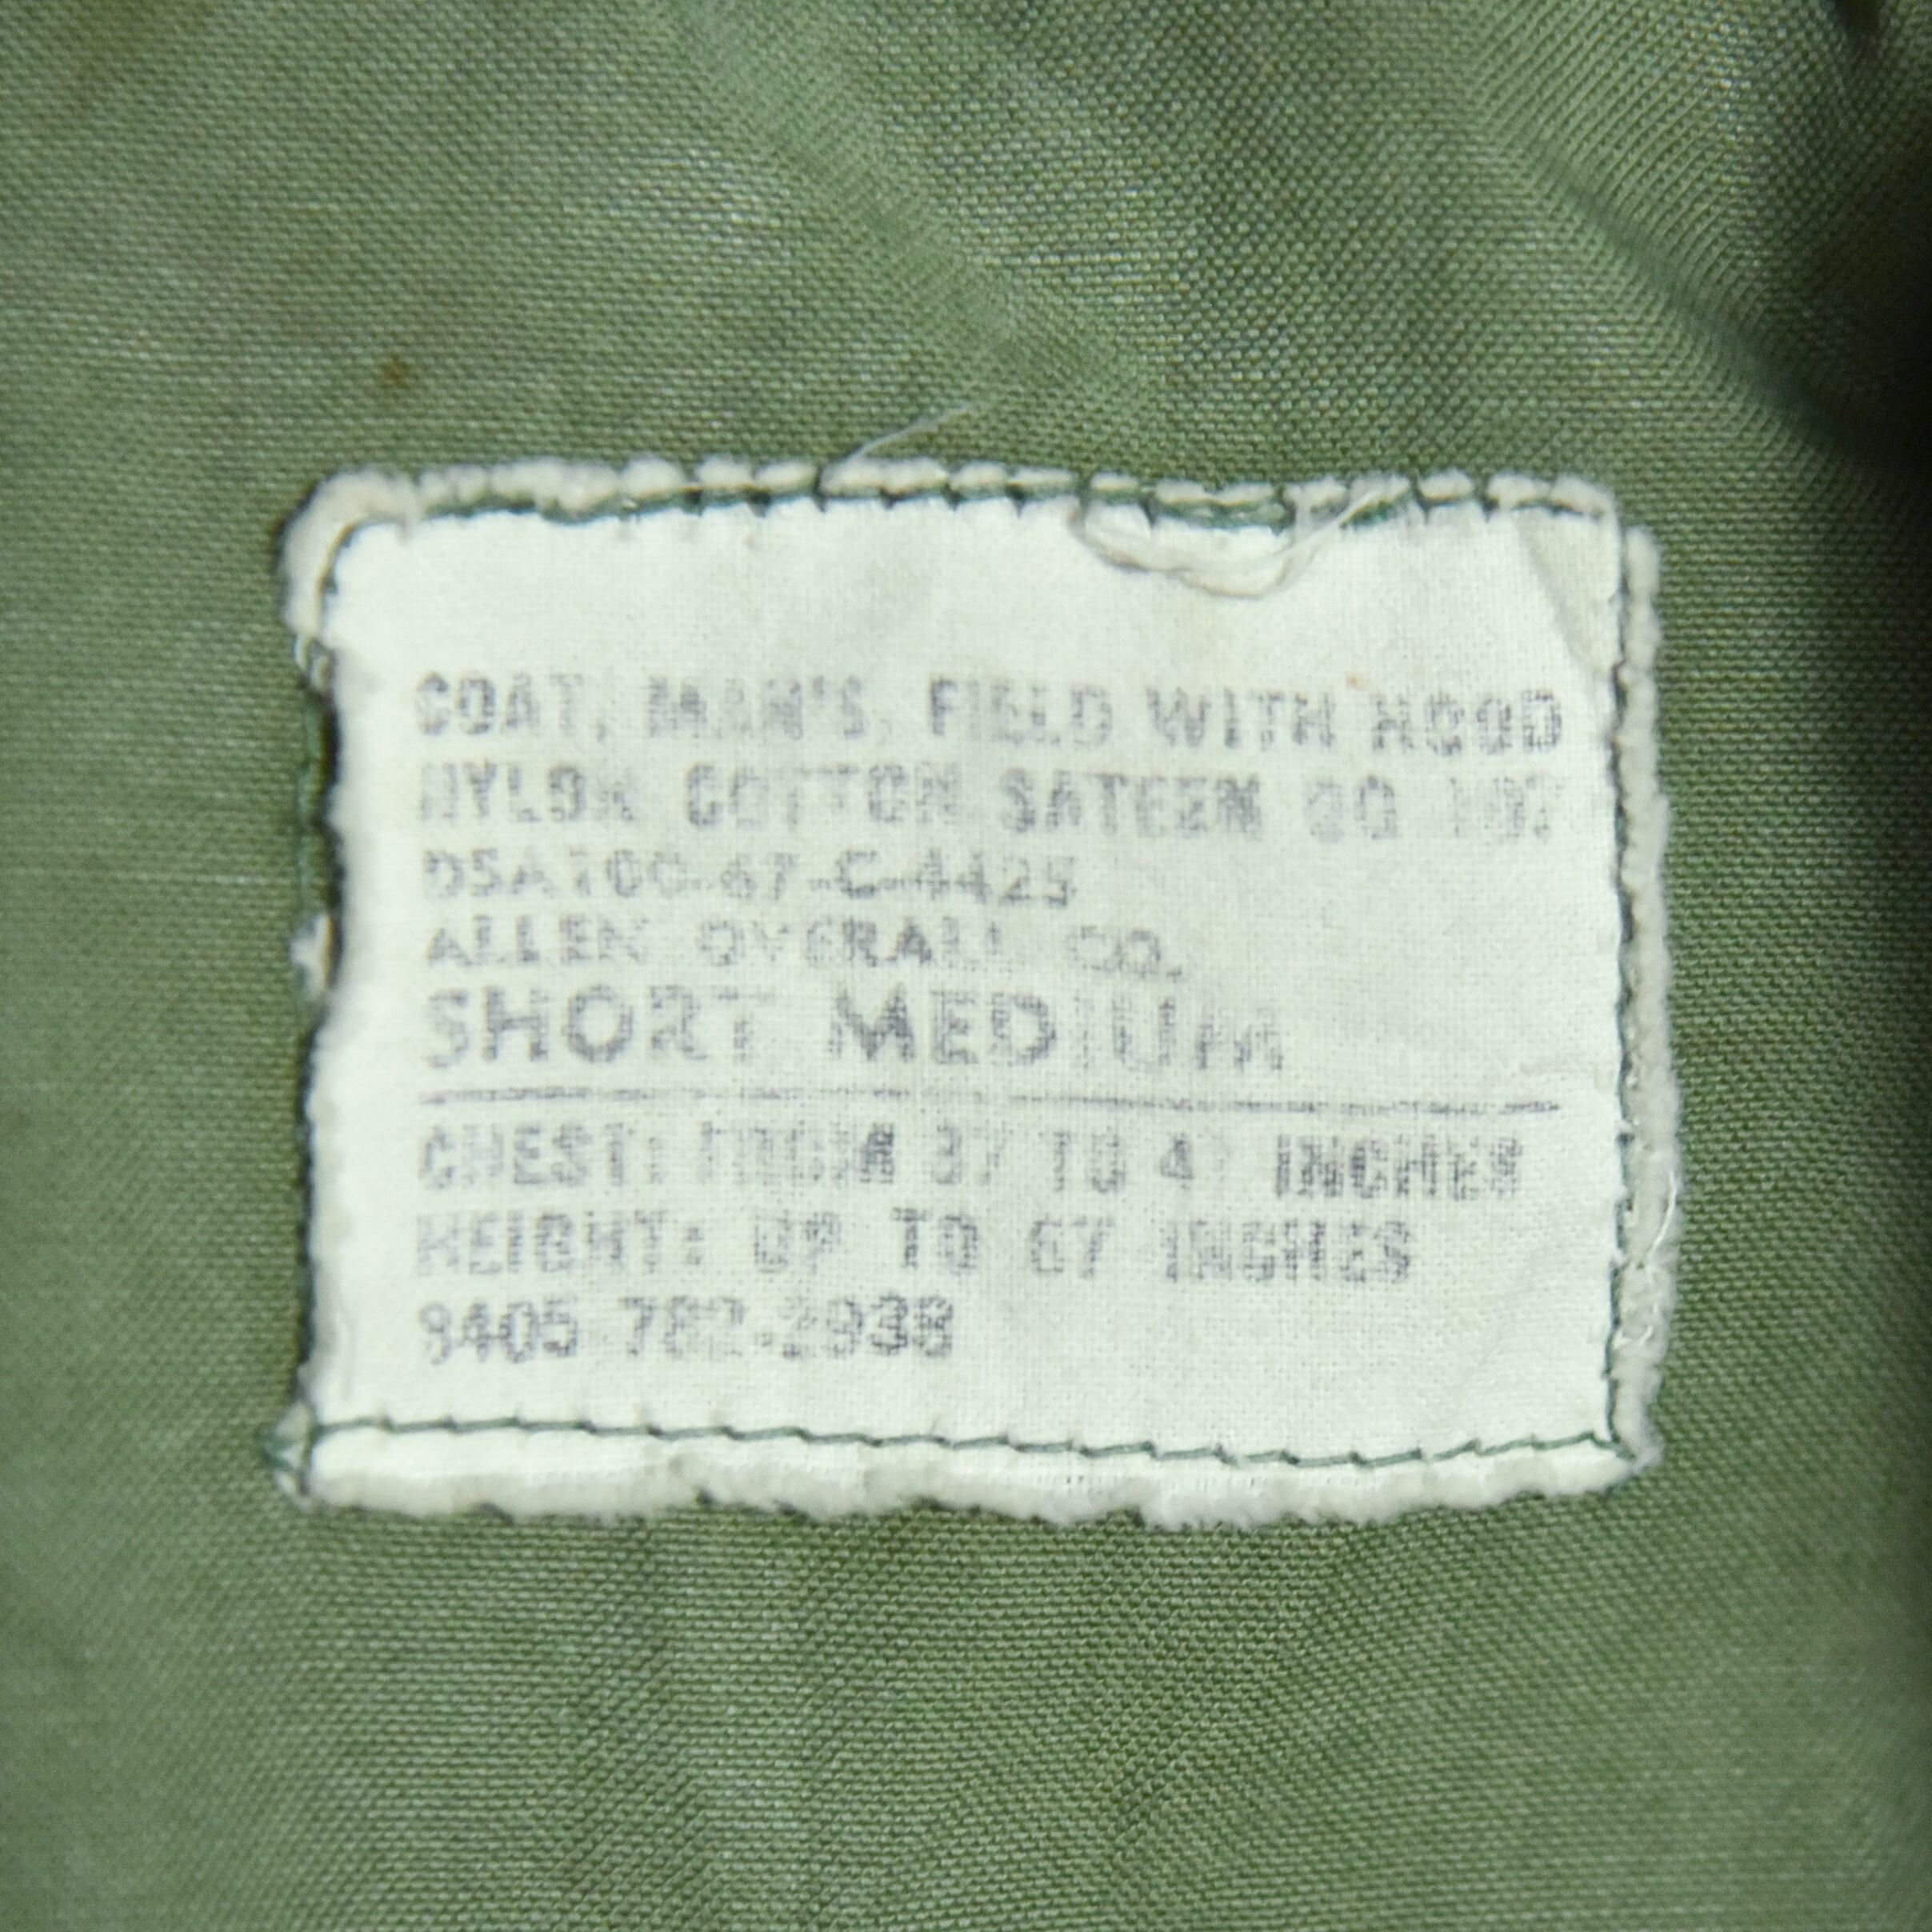 COAT, MAN'S, FIELD WITH HOOD
NYLON COTTON SATEEN OG 107
DSA100-67-C-4425
ALLEN OVERALL CO.
SHORT MEDIUM
CHEST: FROM 37 TO INCHES
HEIGHT: UP TO 67 INCHES
8405-782-2938